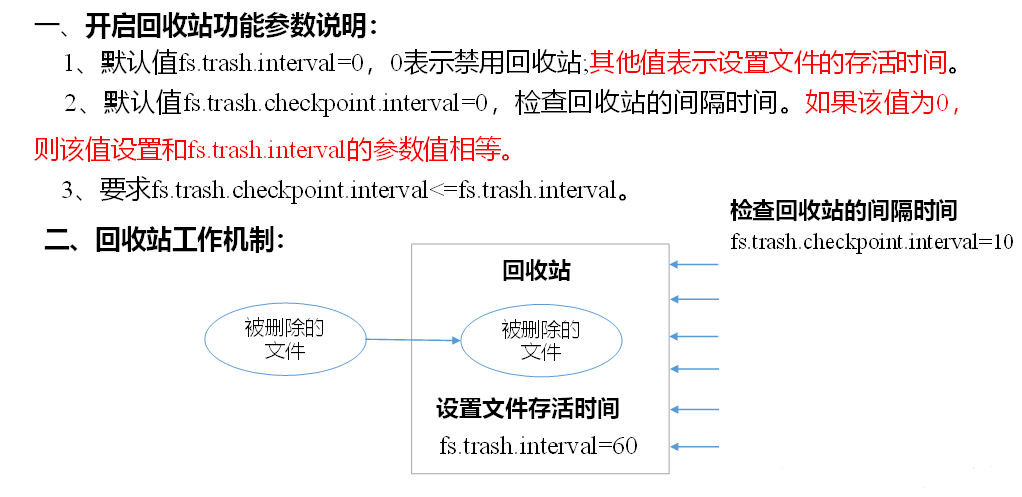 一、开启回收站功能参数说明：
1、默认值fs.trash.interval=0，0表示禁用回收站;其他值表示设置文件的存活时间。
2、默认值fs.trash.checkpoint.interval=0，检查回收站的间隔时间。如果该值为0，
则该值设置和fs.trash.interval的参数值相等。
3、要求fs.trash.checkpoint.interval<=fs.trash.interval。
二、回收站工作机制：
检查回收站的间隔时间
fs.trash.checkpoint.interval=10
回收站
被删除的
文件
被删除的
文件
设置文件存活时间
fs.trash.interval=60